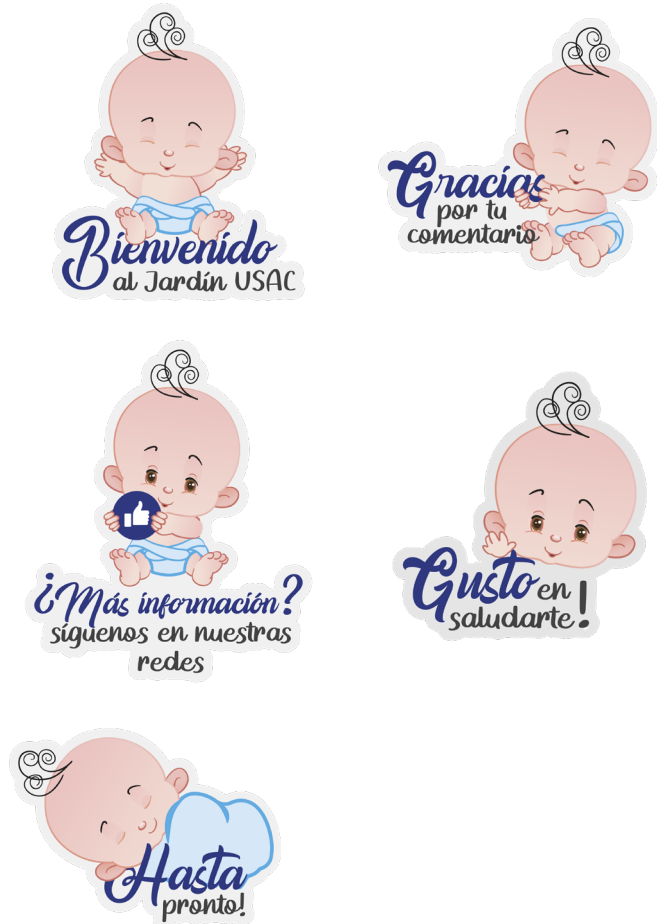 Bienvenido
al Jardín USAC
Gracias
por tu
comentario
¿Más información?
síguenos en nuestras
redes
Gusto en
saludarte!
Hasta
pronto!